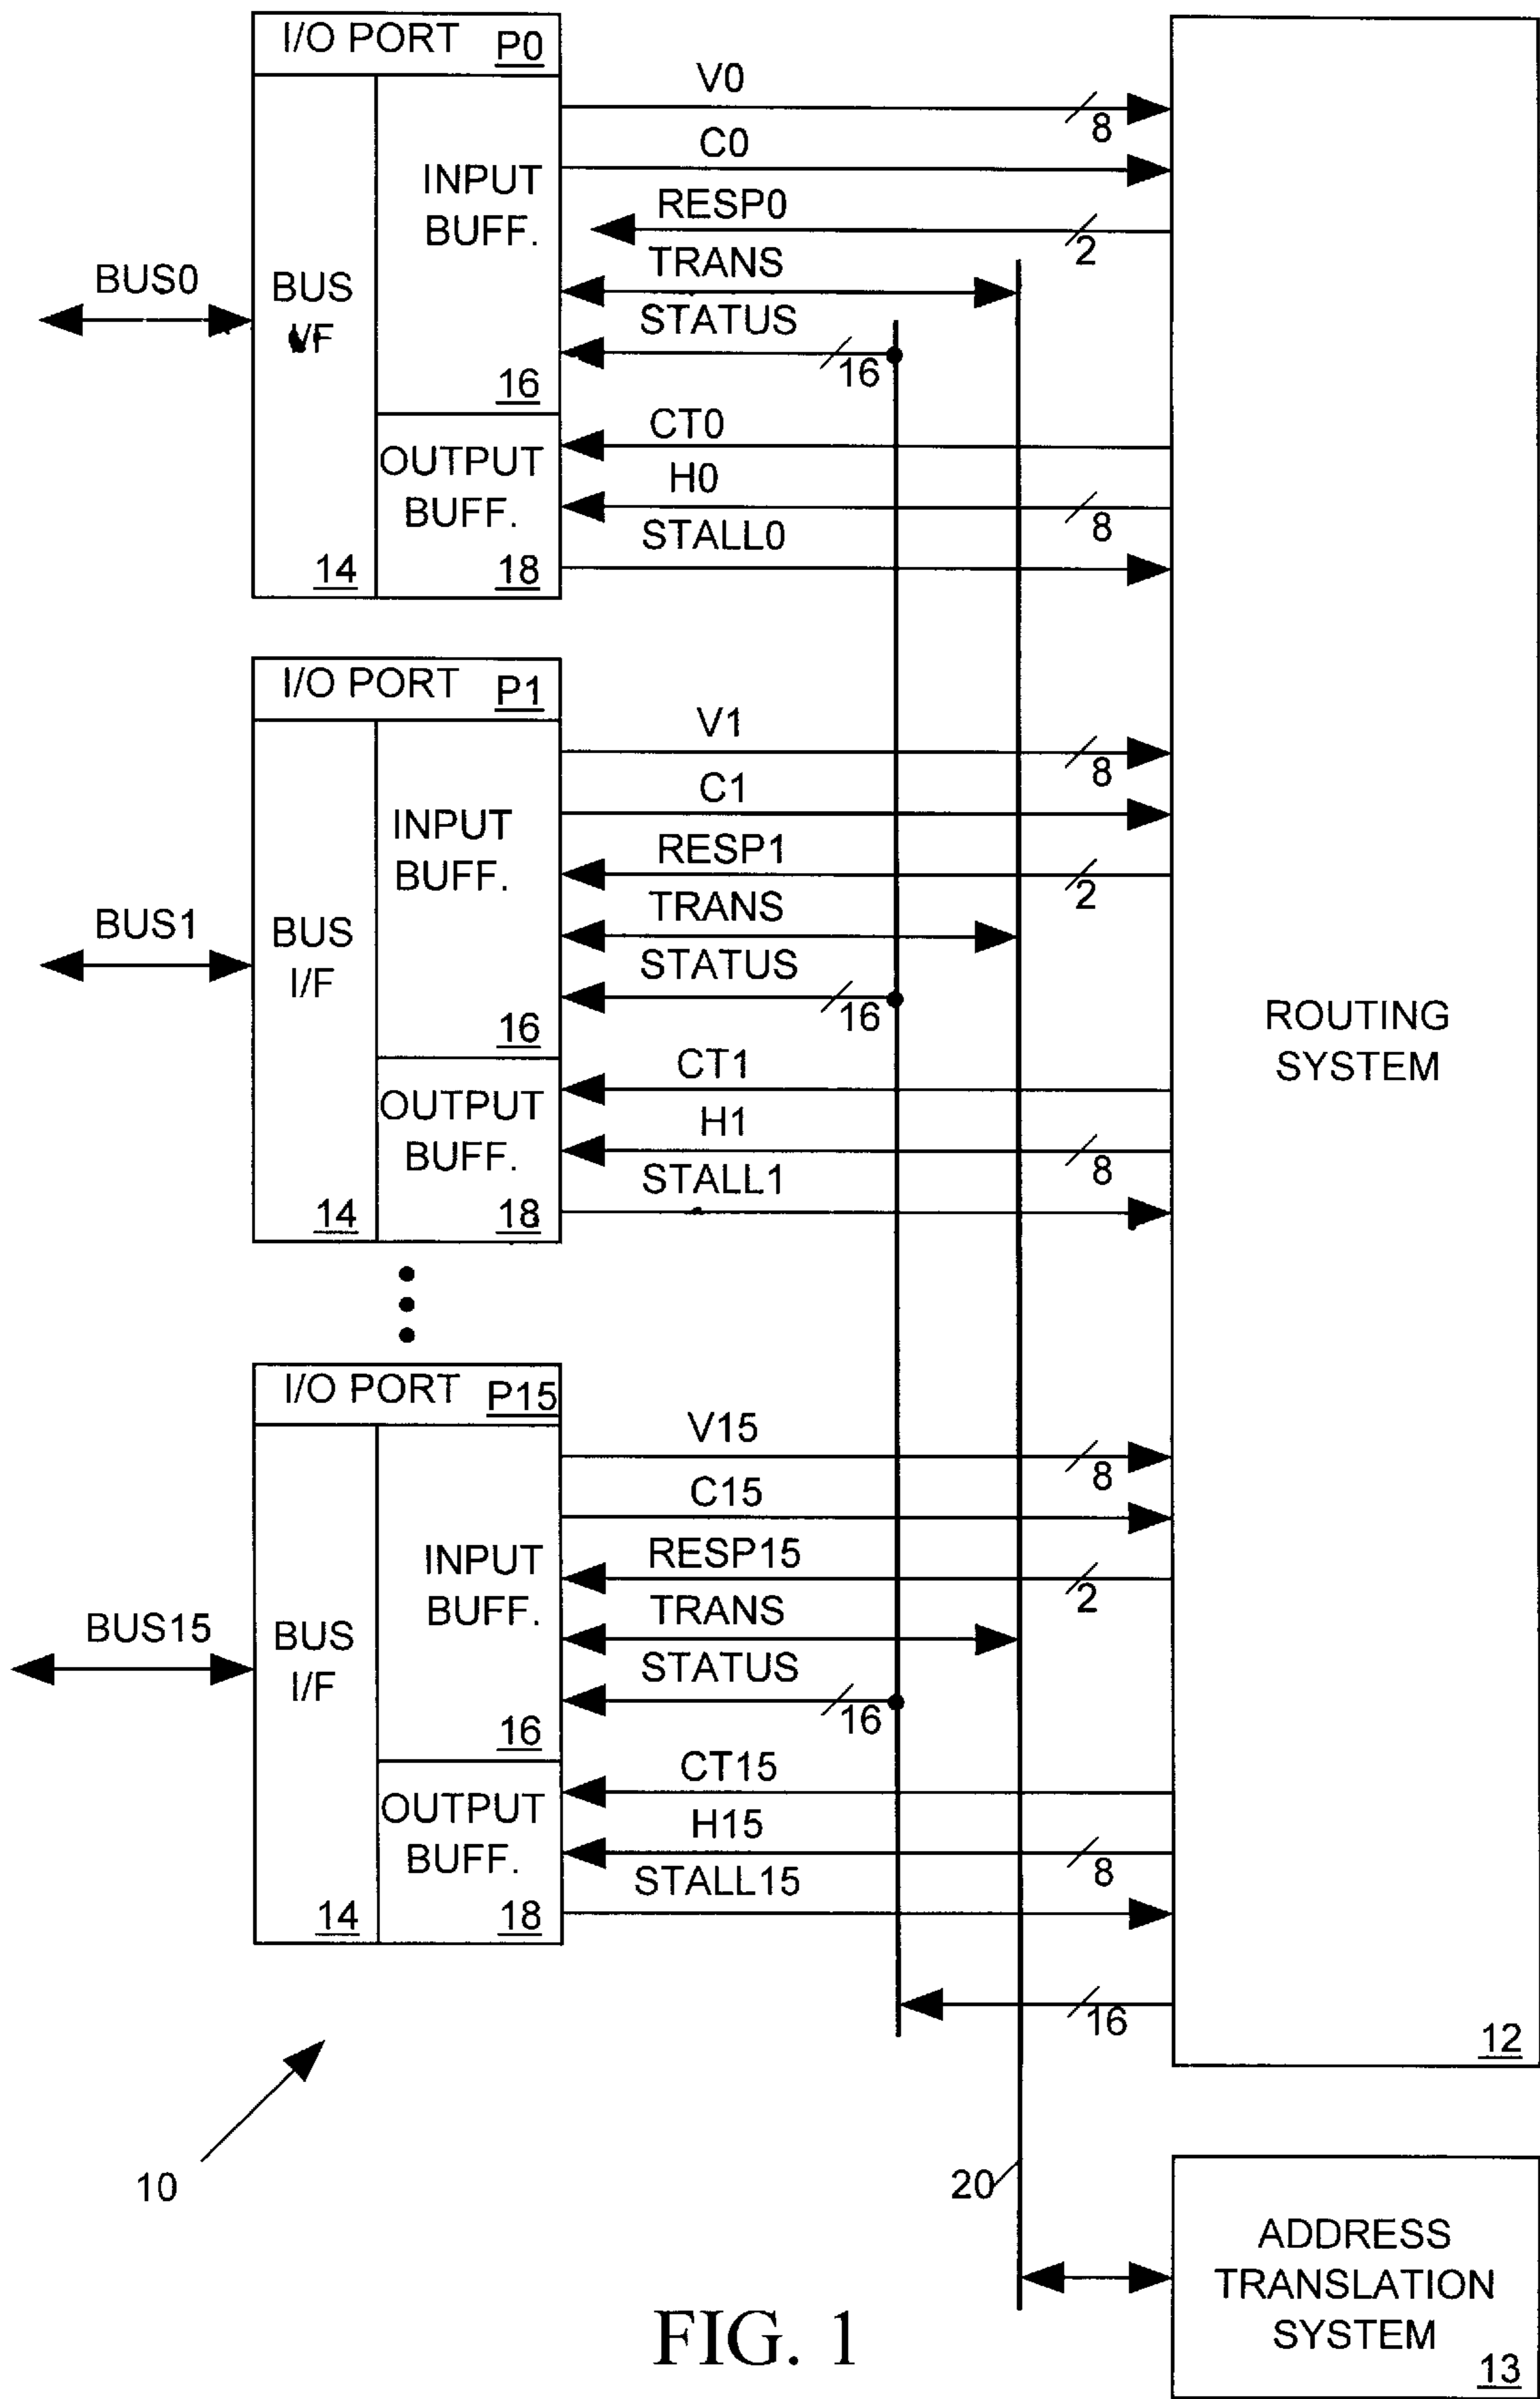 I/O PORT P0
V0
8
C0
INPUT
BUFF.
RESP0
2
TRANS
BUS0
BUS
I/F
STATUS
16
16
CT0
OUTPUT
BUFF.
H0
8
STALL0
14
18
I/O PORT P1
V1
8
C1
INPUT
BUFF.
RESP1
2
TRANS
BUS1
BUS
I/F
STATUS
16
16
ROUTING
SYSTEM
CT1
OUTPUT
BUFF.
H1
8
STALL1
14
18
I/O PORT P15
V15
8
C15
INPUT
BUFF.
RESP15
2
TRANS
BUS15
BUS
I/F
STATUS
16
16
CT15
OUTPUT
BUFF.
H15
8
STALL15
14
18
16
12
10
20
ADDRESS
TRANSLATION
SYSTEM
13
FIG. 1